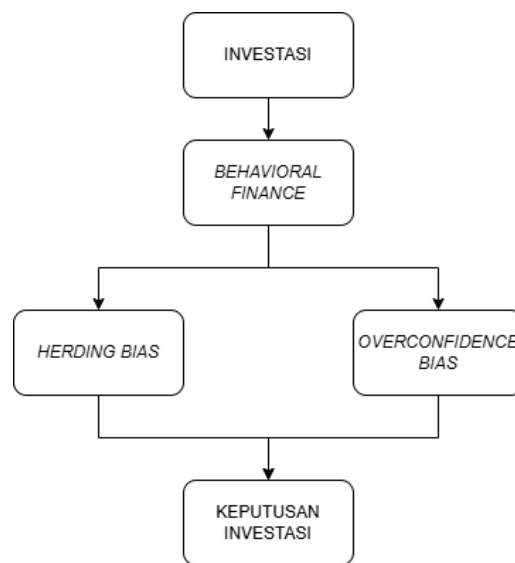 INVESTASI
BEHAVIORAL
FINANCE
HERDING BIAS
OVERCONFIDENCE
BIAS
KEPUTUSAN
INVESTASI